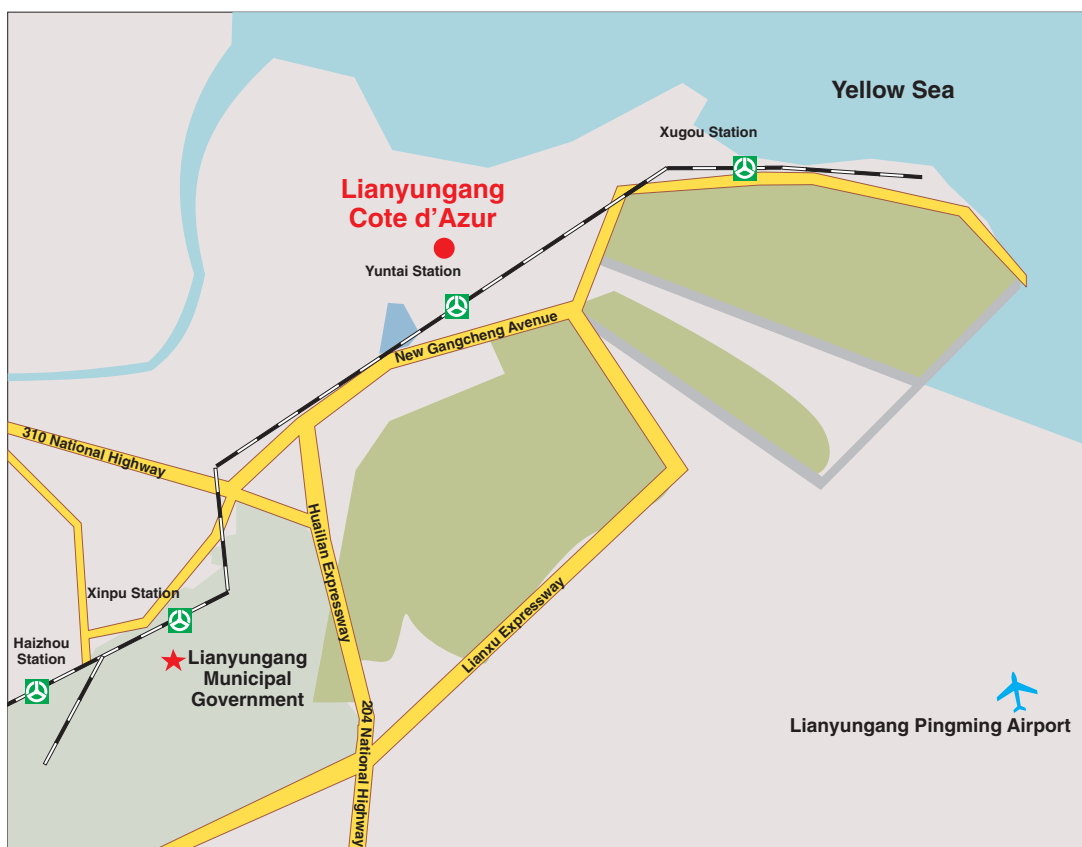 Yellow Sea
Xugou Station
Lianyungang
Cote d’Azur
Yuntai Station
New Gangcheng Avenue
310 National Highway
Huailian Expressway
Xinpu Station
Lianxu Expressway
Haizhou
Station
Lianyungang
Municipal
Government
204 National Highway
Lianyungang Pingming Airport